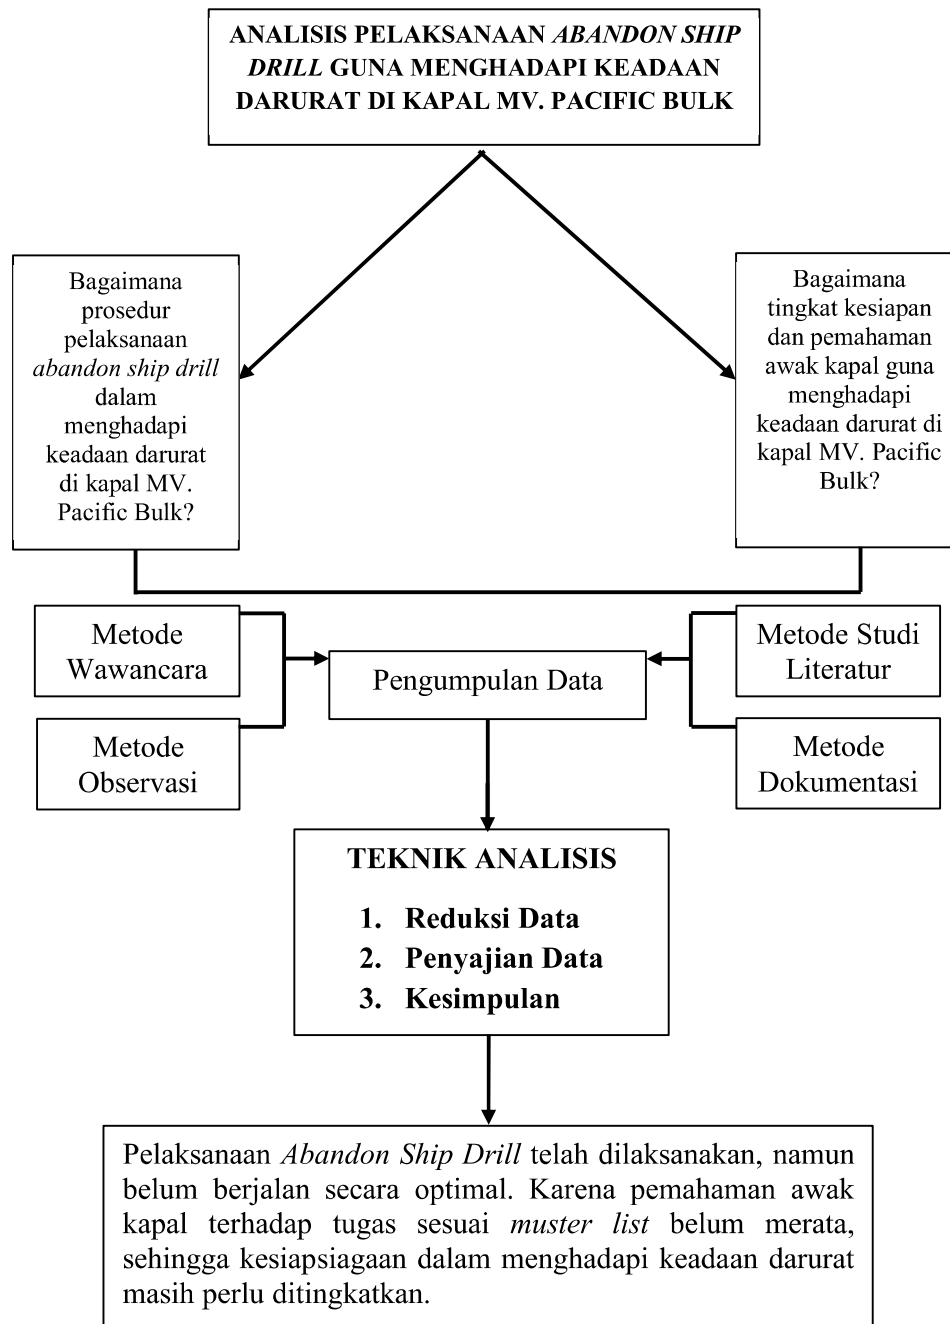 ANALISIS PELAKSANAAN ABANDON SHIP
DRILL GUNA MENGHADAPI KEADAAN
DARURAT DI KAPAL MV. PACIFIC BULK
Bagaimana
prosedur
pelaksanaan
abandon ship drill
dalam
menghadapi
keadaan darurat
di kapal MV.
Pacific Bulk?
Bagaimana
tingkat kesiapan
dan pemahaman
awak kapal guna
menghadapi
keadaan darurat di
kapal MV. Pacific
Bulk?
Metode
Wawancara
Metode
Observasi
Pengumpulan Data
Metode Studi
Literatur
Metode
Dokumentasi
TEKNIK ANALISIS
1. Reduksi Data
2. Penyajian Data
3. Kesimpulan
Pelaksanaan Abandon Ship Drill telah dilaksanakan, namun
belum berjalan secara optimal. Karena pemahaman awak
kapal terhadap tugas sesuai muster list belum merata,
sehingga kesiapsiagaan dalam menghadapi keadaan darurat
masih perlu ditingkatkan.